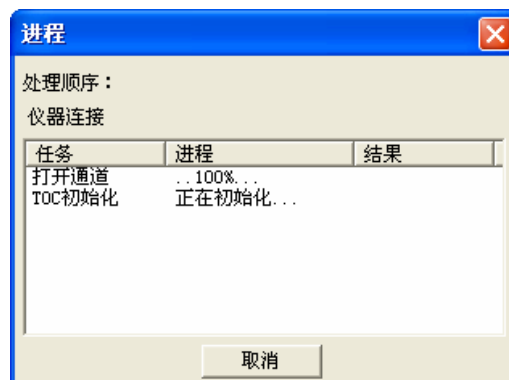 进程
处理顺序：
仪器连接
任务 进程 结果
打开通道 ..100%...
TOC初始化 正在初始化...
取消